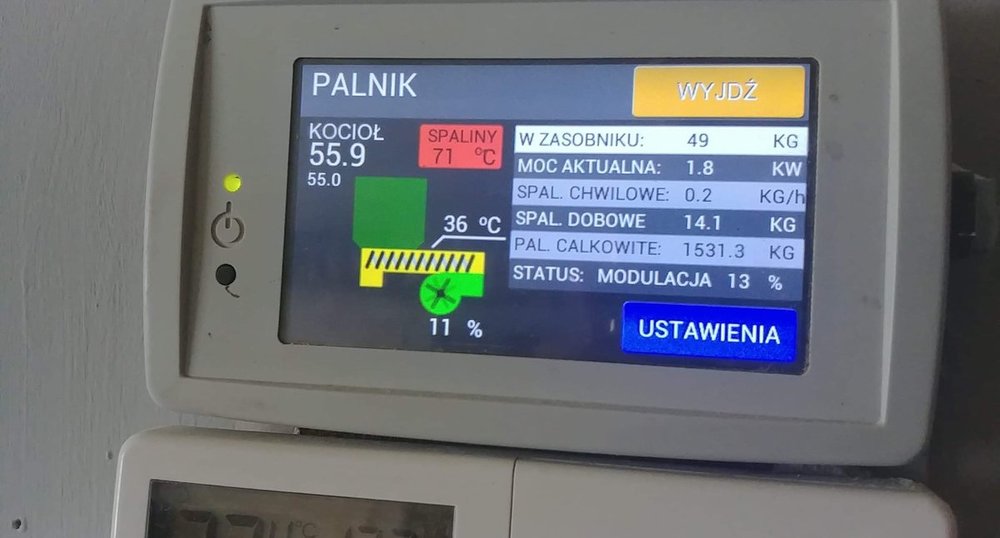 PALNIK
WYJDŹ
KOCIOŁ
55.9
55.0
SPALINY
71 °C
36 °C
11 %
W ZASOBNIKU: 49 KG
MOC AKTUALNA: 1.8 KW
SPAL. CHWILOWE: 0.2 KG/h
SPAL. DOBOWE 14.1 KG
PAL. CALKOWITE: 1531.3 KG
STATUS: MODULACJA 13 %
USTAWIENIA
°C